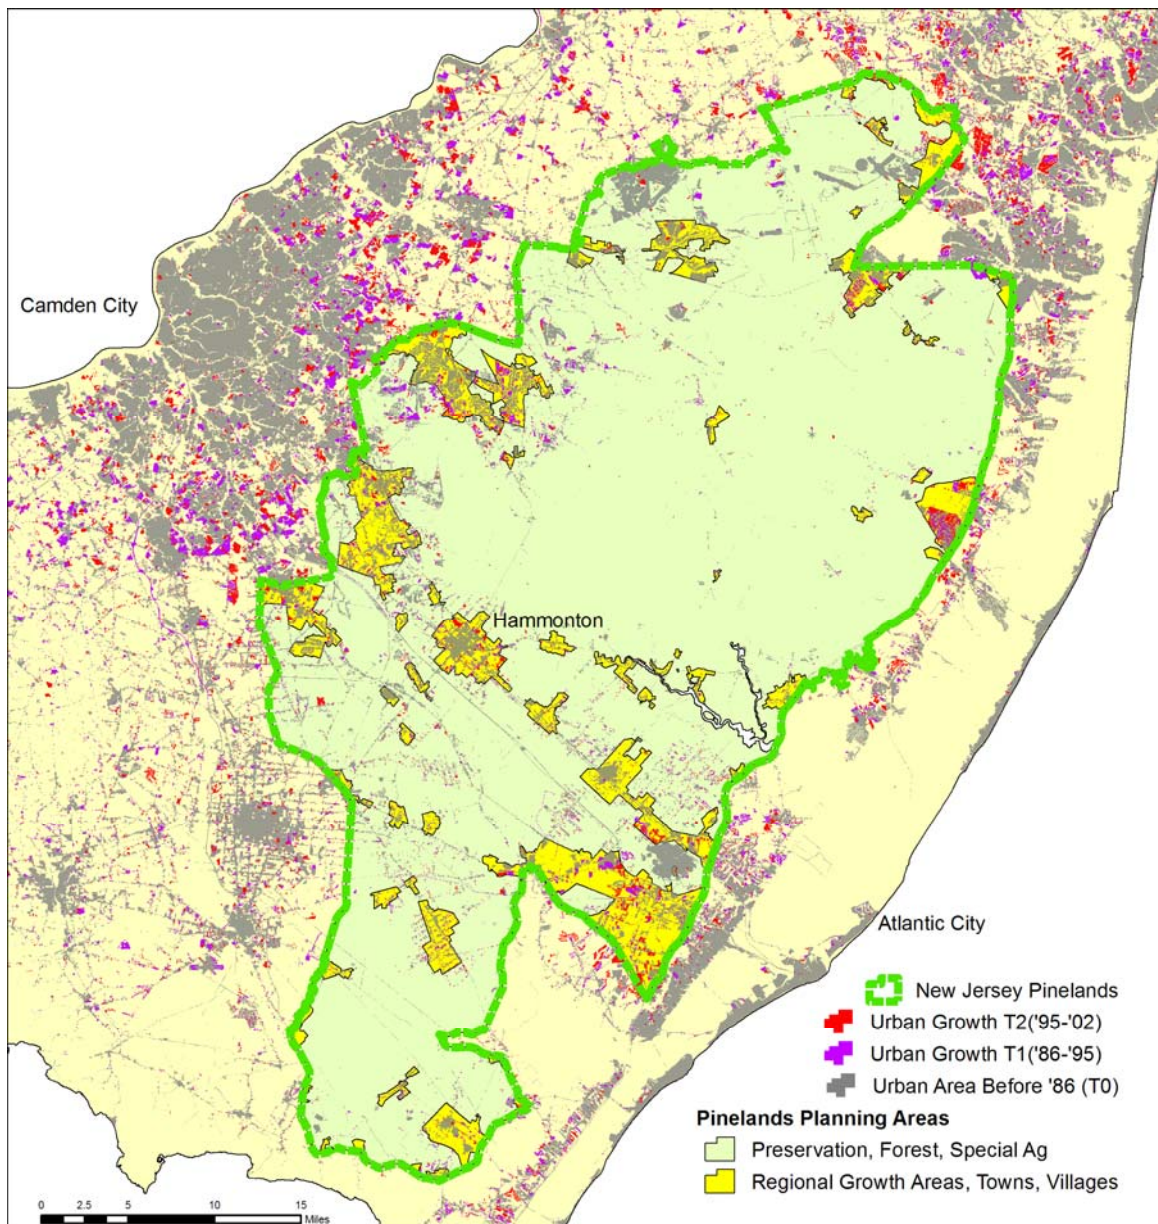 Camden City
Hammonton
Atlantic City
New Jersey Pinelands
Urban Growth T2('95-'02)
Urban Growth T1('86-'95)
Urban Area Before '86 (T0)
Pinelands Planning Areas
Preservation, Forest, Special Ag
Regional Growth Areas, Towns, Villages
0 2.5 5 10 15
Miles